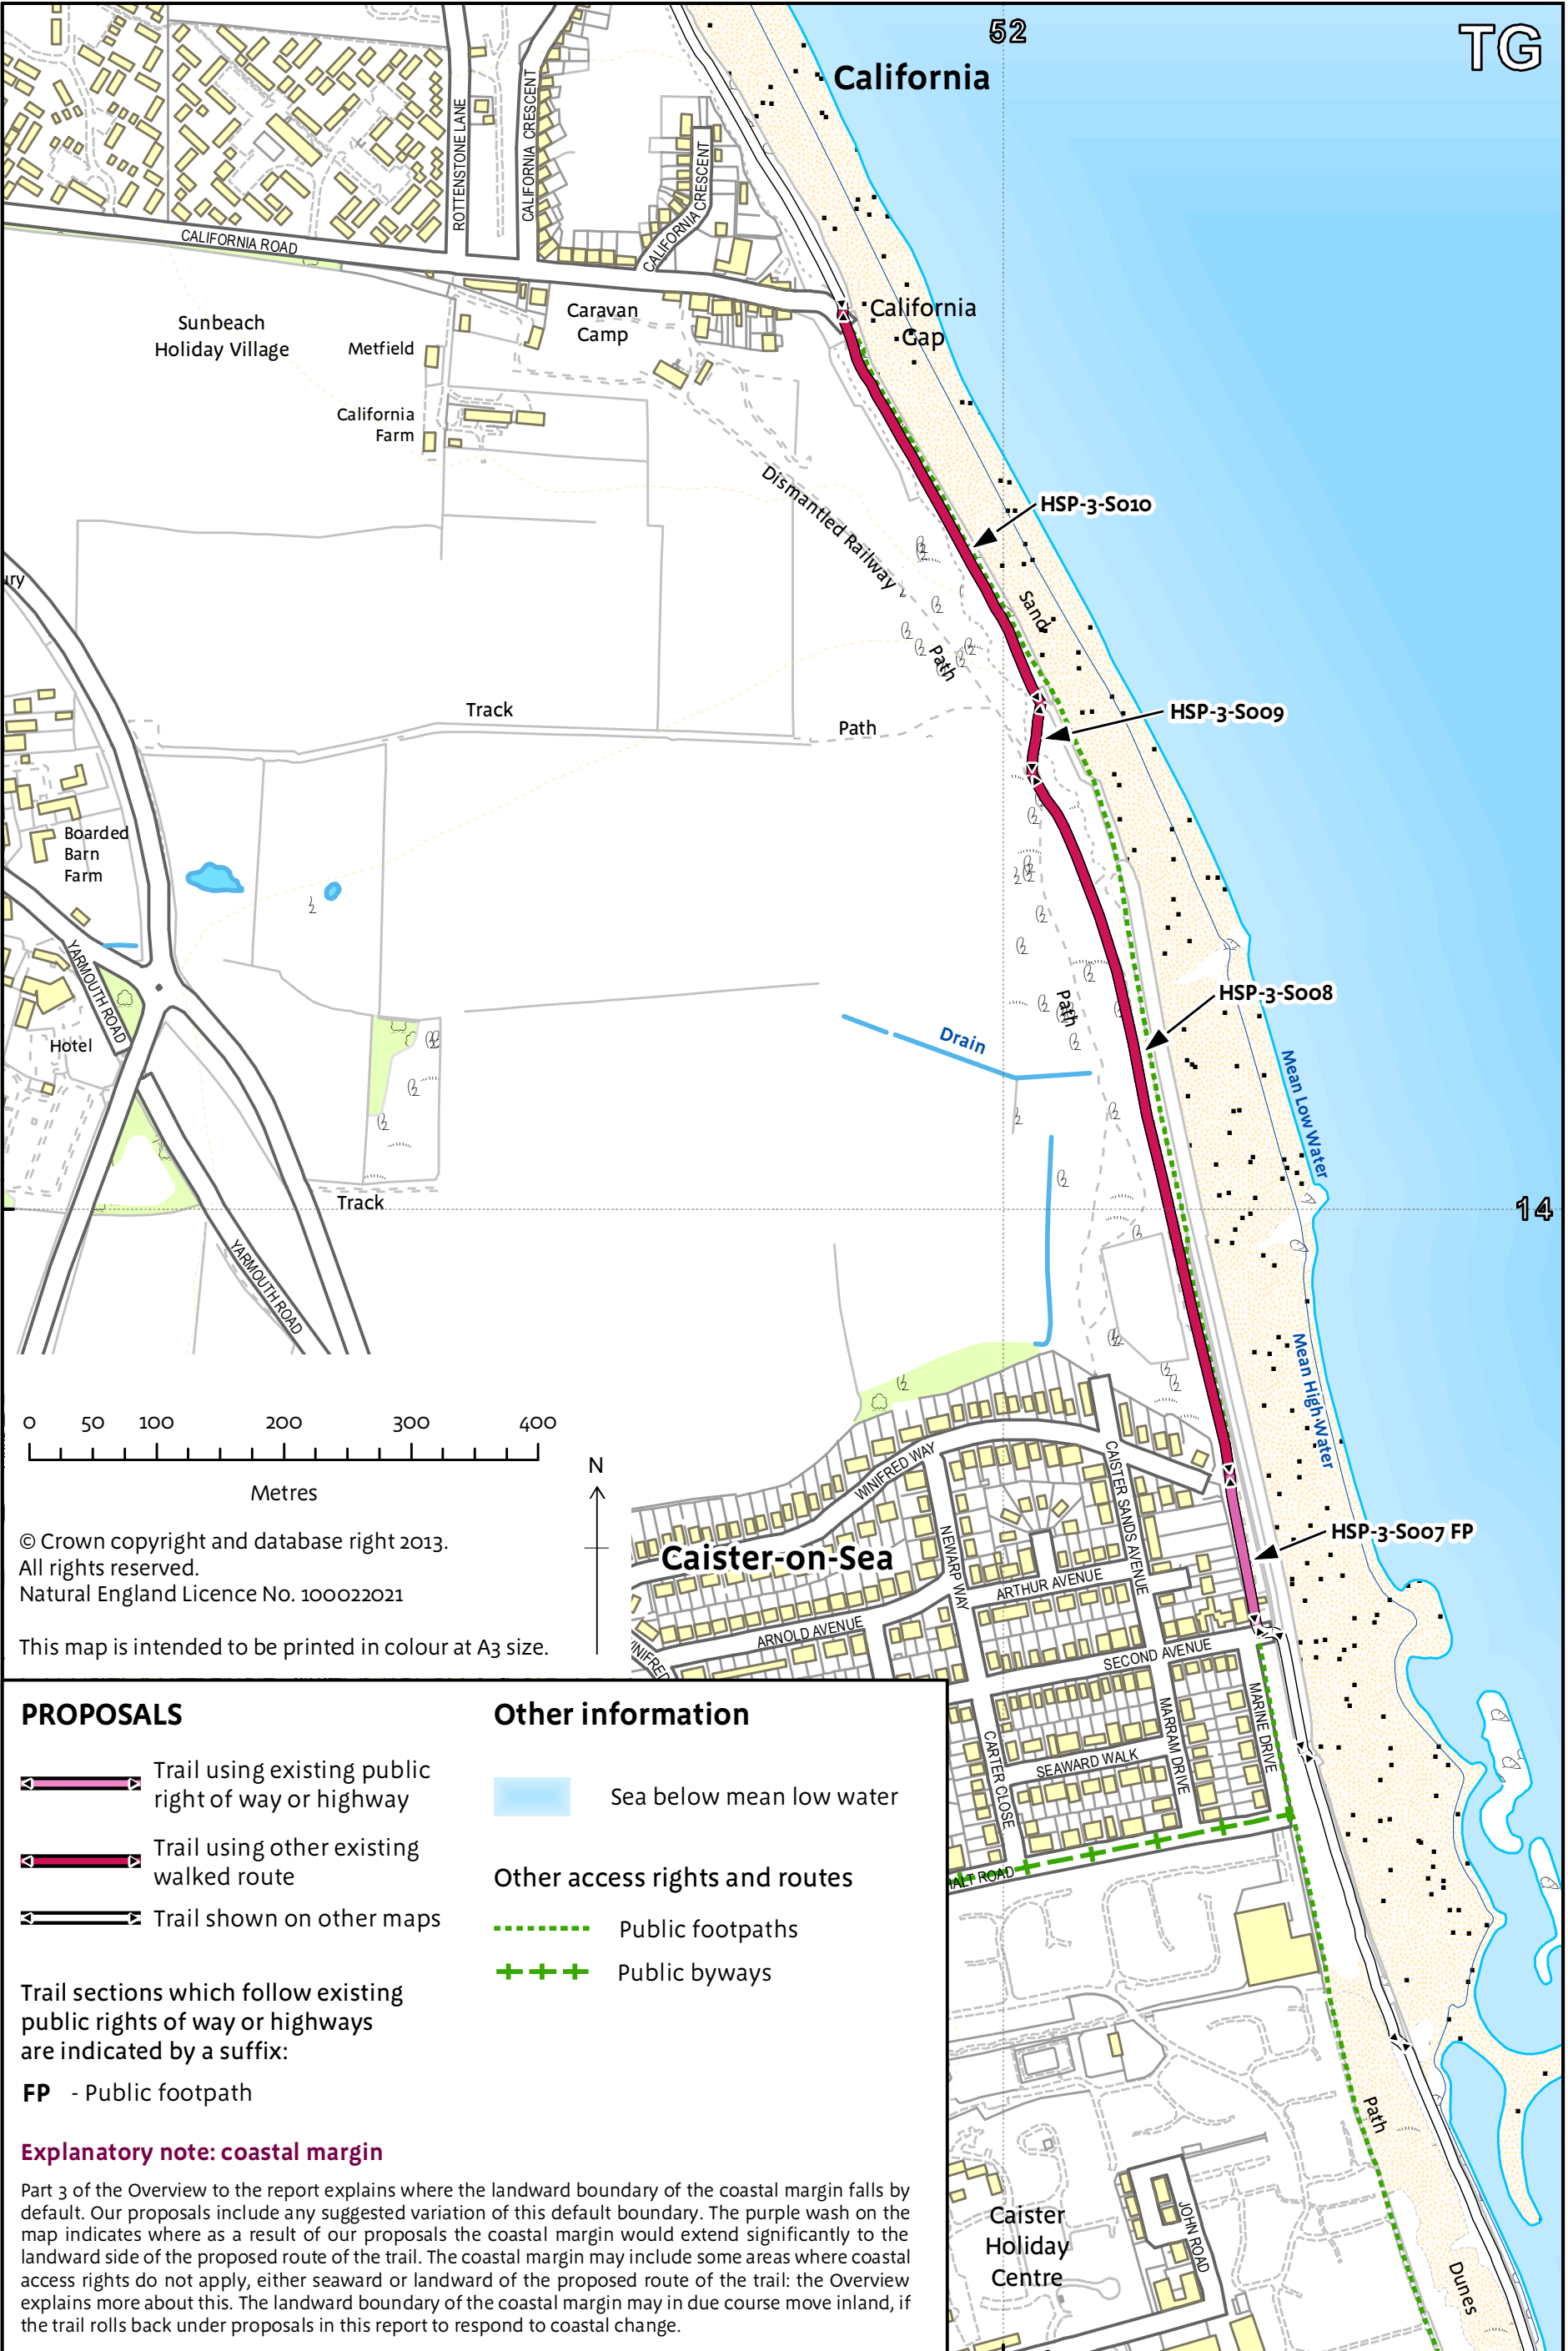 52
TG
California
ROTTENSTONE LANE
CALIFORNIA CRESCENT
CALIFORNIA CRESCENT
CALIFORNIA ROAD
California
Gap
Sunbeach
Holiday Village
Caravan
Camp
Metfield
California
Farm
Dismantled Railway
HSP-3-S010
ury
Sand
Path
HSP-3-S009
Track
Path
Boarded
Barn
Farm
YARMOUTH ROAD
Hotel
HSP-3-S008
Path
Drain
Mean Low Water
Track
14
YARMOUTH ROAD
Mean High Water
0 50 100 200 300 400
Metres
N
WINIFRED WAY
CAISTER SANDS AVENUE
HSP-3-S007 FP
© Crown copyright and database right 2013.
All rights reserved.
Natural England Licence No. 100022021
This map is intended to be printed in colour at A3 size.
Caister-on-Sea
NEWARP WAY
ARTHUR AVENUE
ARNOLD AVENUE
SECOND AVENUE
MARINE DRIVE
MARRAM DRIVE
SEAWARD WALK
CARTER CLOSE
PROPOSALS
Trail using existing public
right of way or highway
Trail using other existing
walked route
Trail shown on other maps
Trail sections which follow existing
public rights of way or highways
are indicated by a suffix:
FP - Public footpath
Other information
Sea below mean low water
Other access rights and routes
Public footpaths
Public byways
Explanatory note: coastal margin
Part 3 of the Overview to the report explains where the landward boundary of the coastal margin falls by
default. Our proposals include any suggested variation of this default boundary. The purple wash on the
map indicates where as a result of our proposals the coastal margin would extend significantly to the
landward side of the proposed route of the trail. The coastal margin may include some areas where coastal
access rights do not apply, either seaward or landward of the proposed route of the trail: the Overview
explains more about this. The landward boundary of the coastal margin may in due course move inland, if
the trail rolls back under proposals in this report to respond to coastal change.
Path
JOHN ROAD
Caister
Holiday
Centre
Dunes